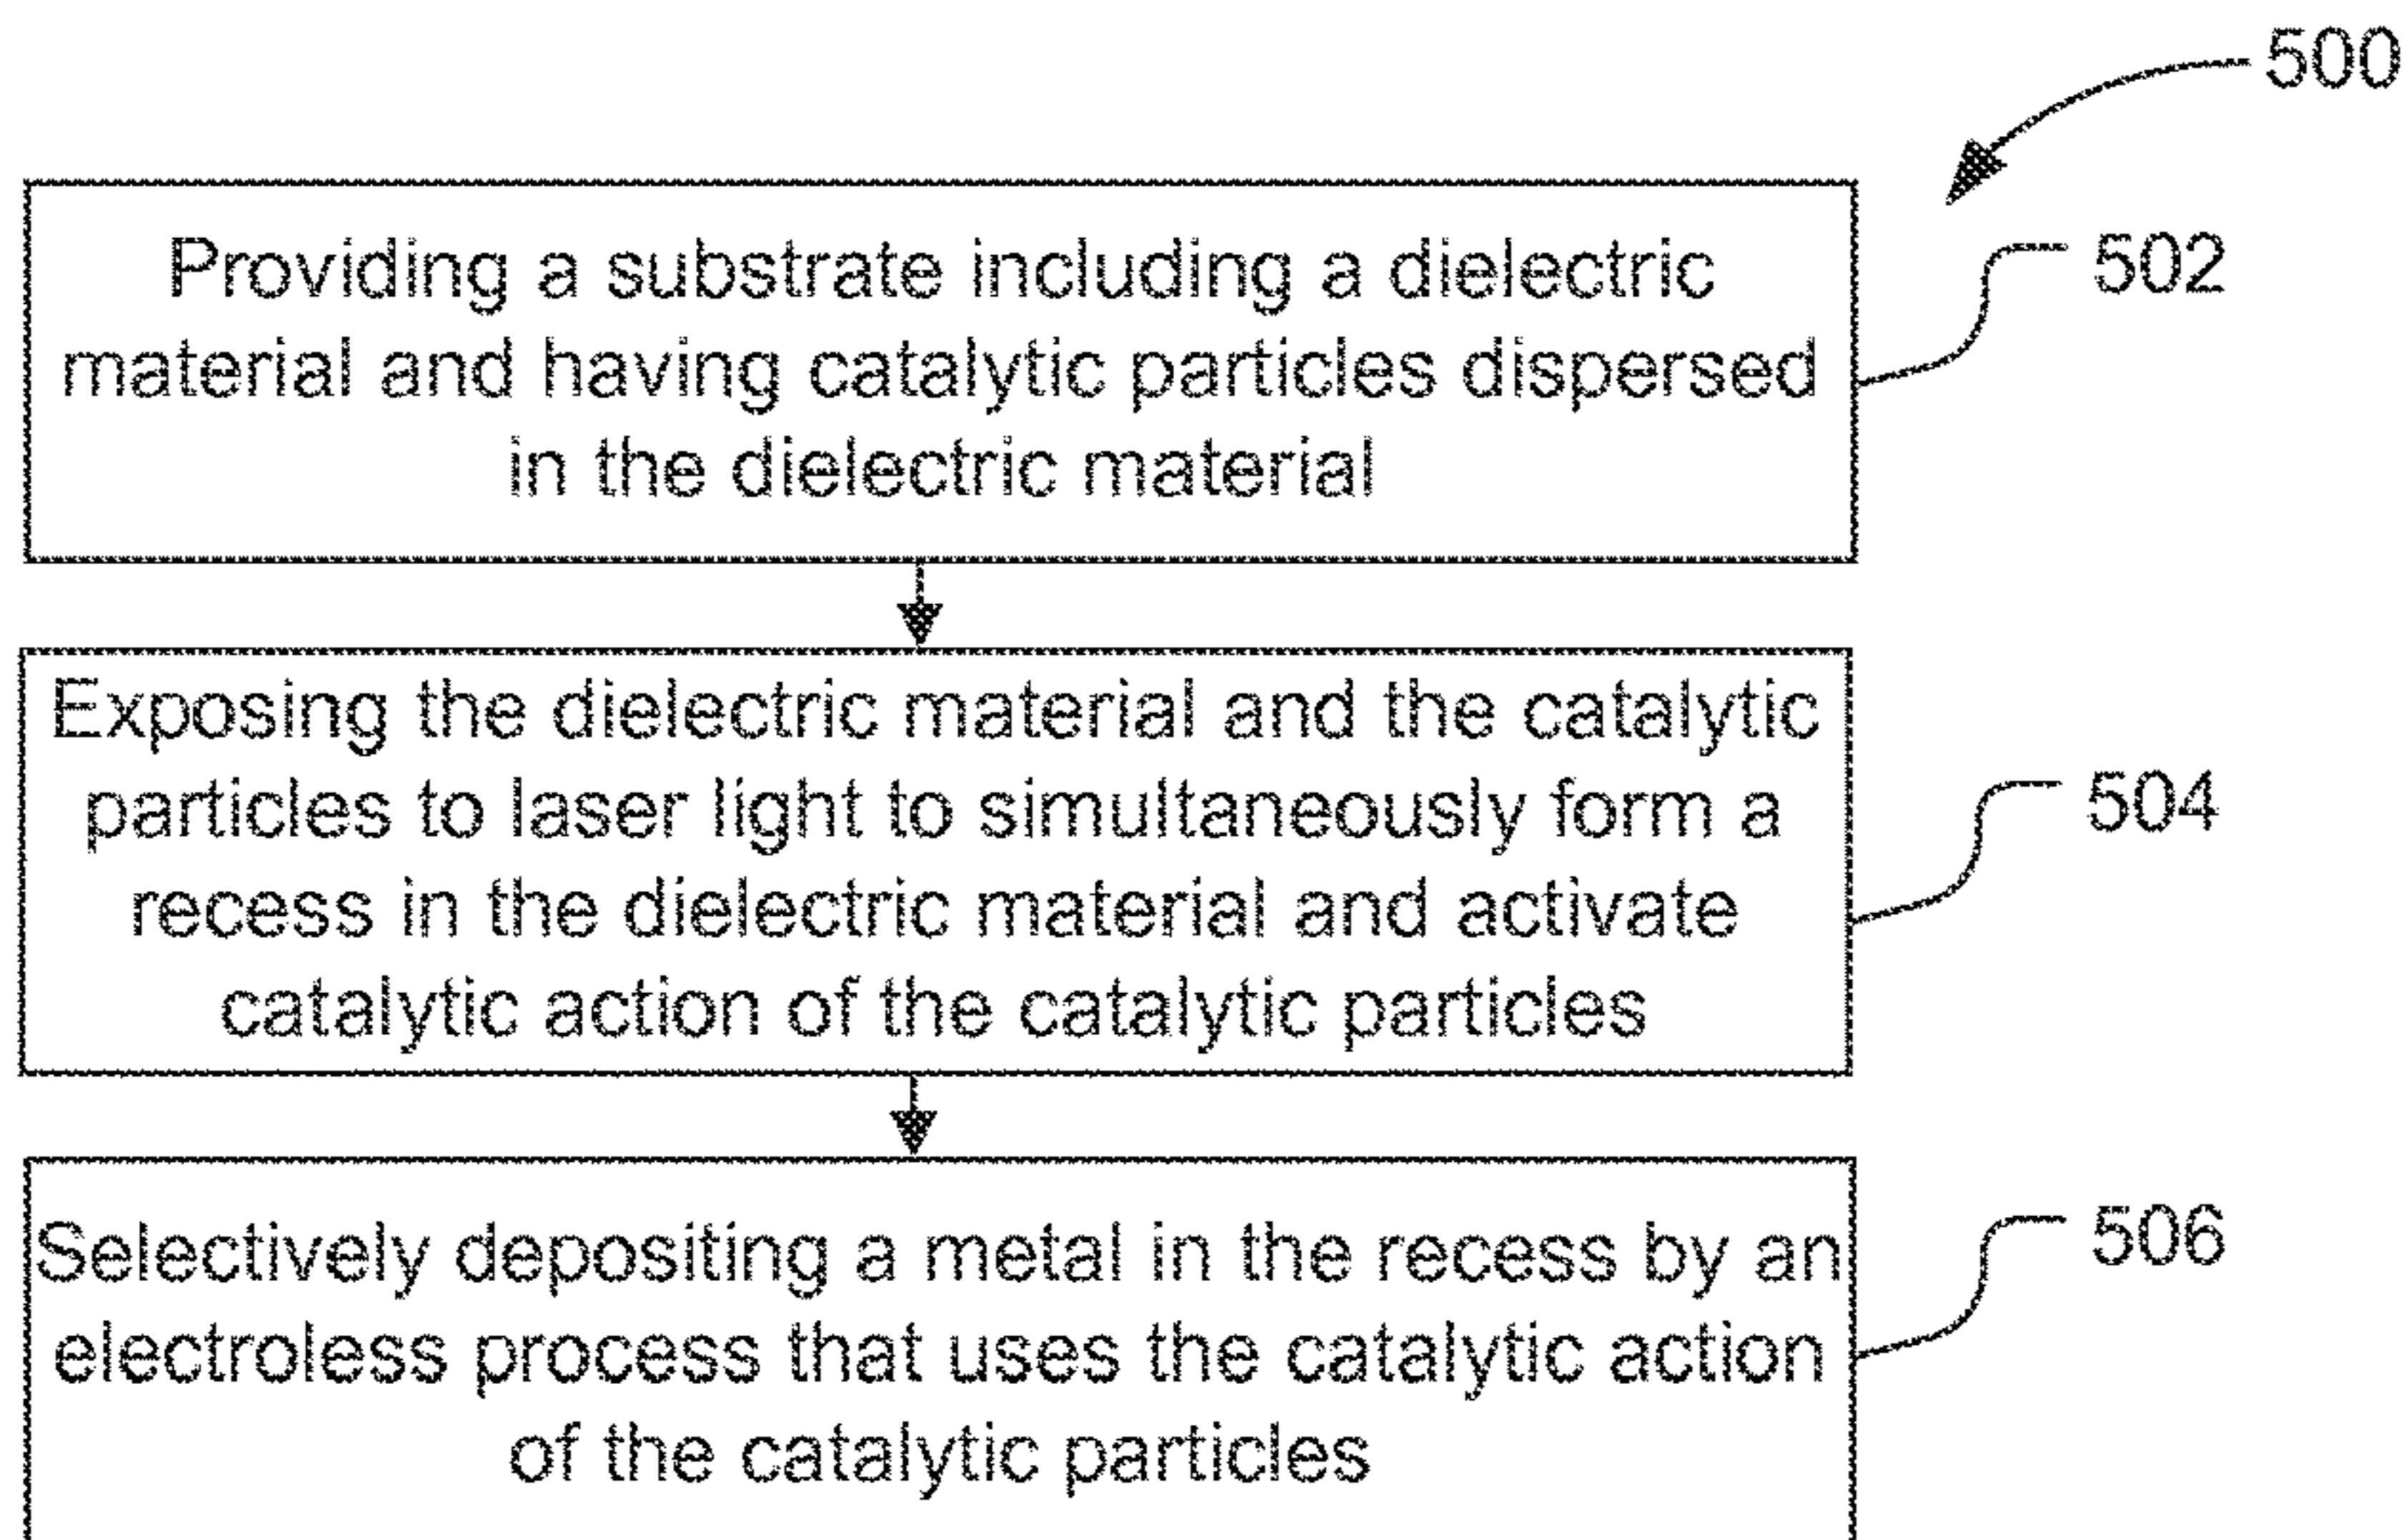 500
Providing a substrate including a dielectric
material and having catalytic particles dispersed
in the dielectric material
502
Exposing the dielectric material and the catalytic
particles to laser light to simultaneously form a
recess in the dielectric material and activate
catalytic action of the catalytic particles
504
Selectively depositing a metal in the recess by an
electroless process that uses the catalytic action
of the catalytic particles
506